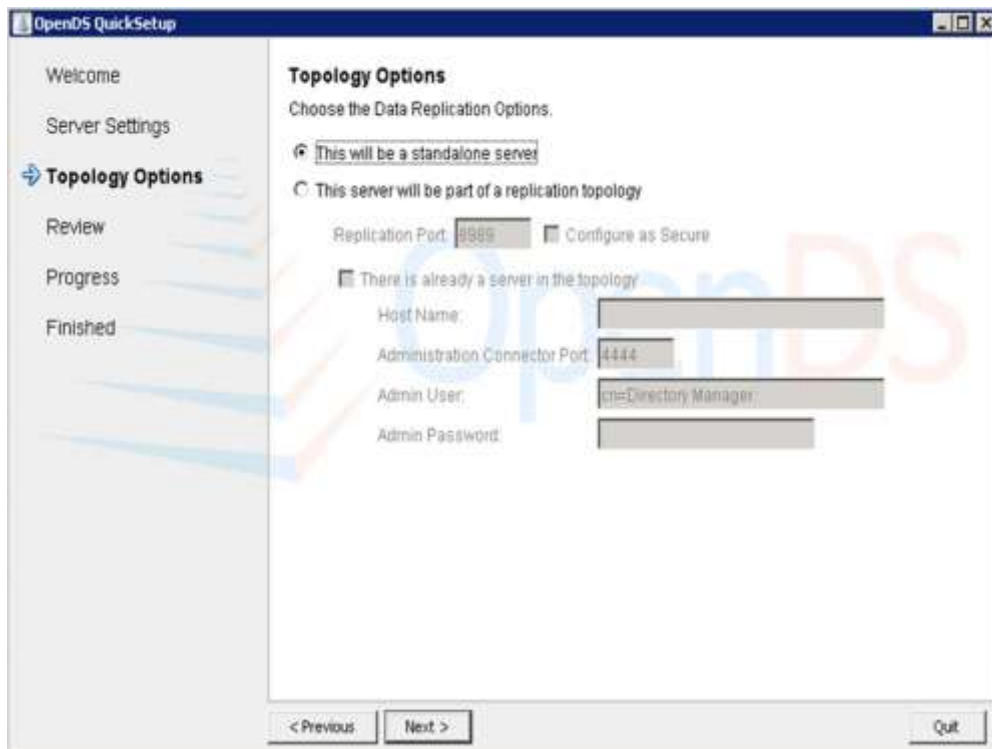 OpenDS QuickSetup
Welcome
Server Settings
Topology Options
Review
Progress
Finished
Topology Options
Choose the Data Replication Options.
This will be a standalone server
This server will be part of a replication topology
Replication Port: 8989 Configure as Secure
There is already a server in the topology
Host Name:
Administration Connector Port: 4444
Admin User: cn=Directory Manager
Admin Password:
OpenDS
< Previous Next > Quit